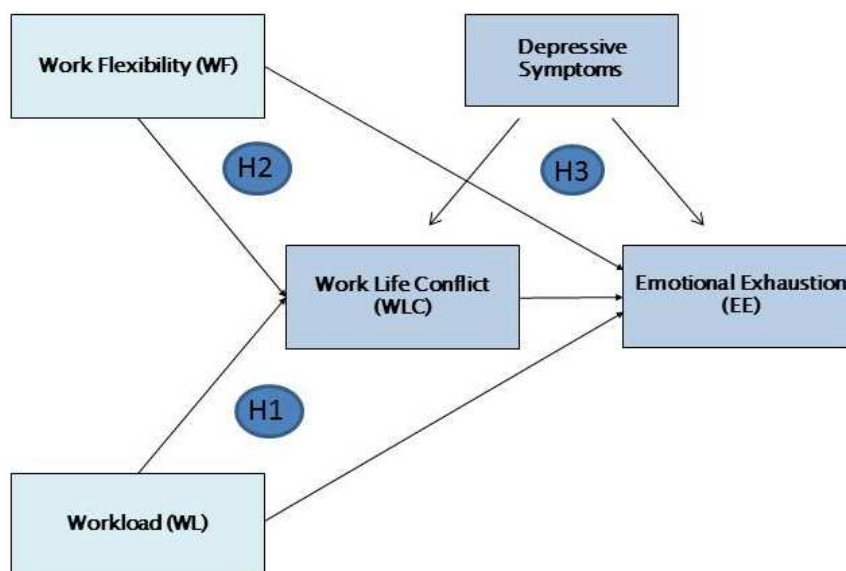 Work Flexibility (WF)
Depressive
Symptoms
H2
H3
Work Life Conflict
(WLC)
Emotional Exhaustion
(EE)
H1
Workload (WL)